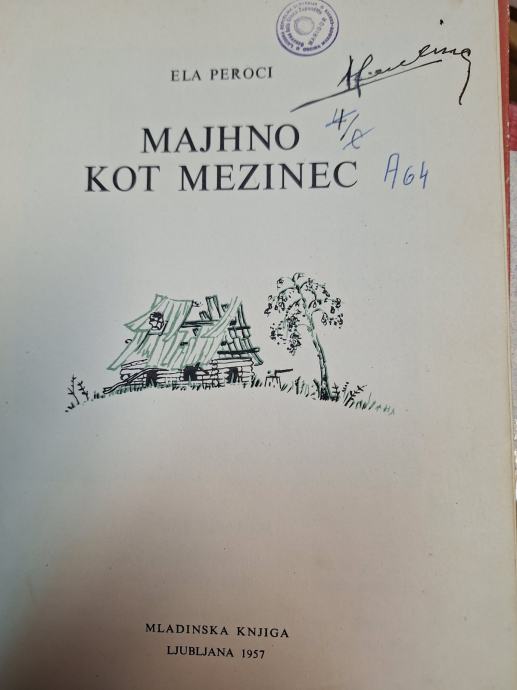 ELA PEROCI
MAJHNO
KOT MEZINEC
A64
MLADINSKA KNJIGA
LJUBLJANA 1957